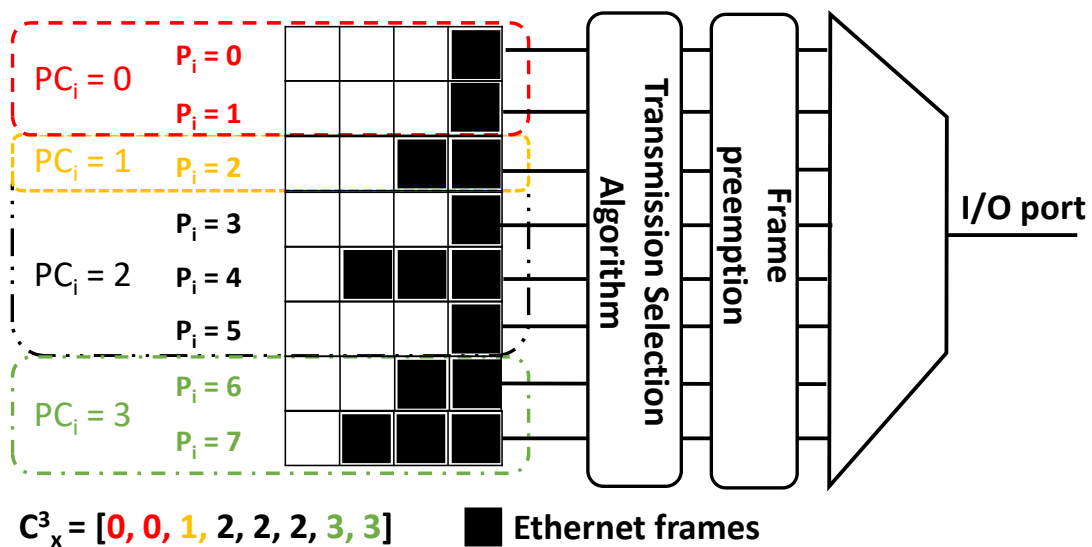 PCi = 0
Pi = 0
Pi = 1
PCi = 1
Pi = 2
PCi = 2
Pi = 3
Pi = 4
Pi = 5
PCi = 3
Pi = 6
Pi = 7
Transmission Selection
Algorithm
Frame
preemption
I/O port
C³ₓ = [0, 0, 1, 2, 2, 2, 3, 3]
Ethernet frames